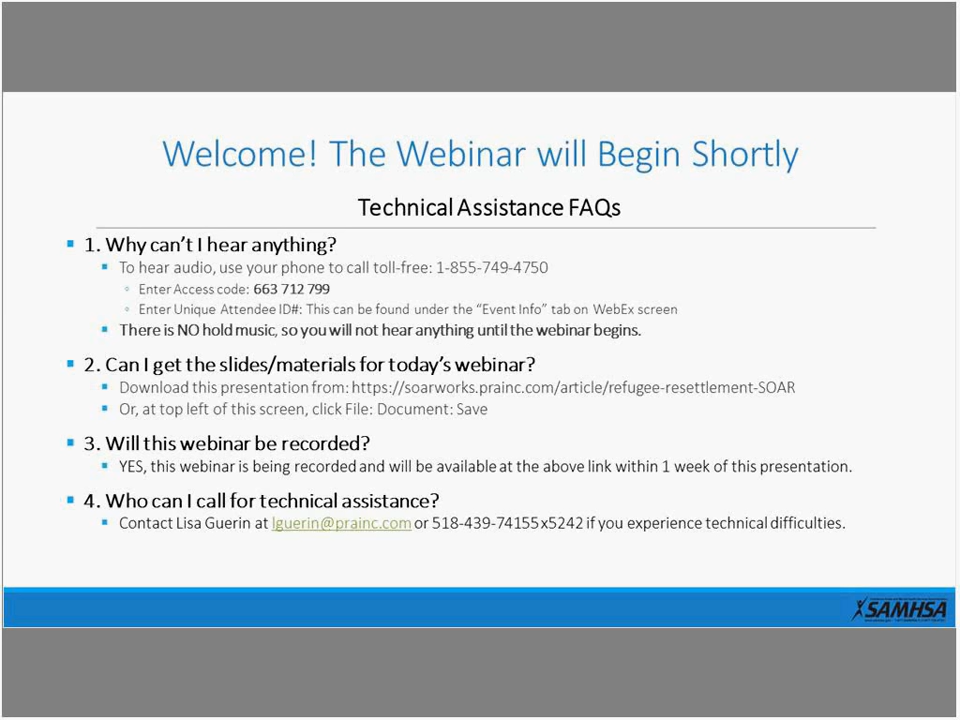 Welcome! The Webinar will Begin Shortly
Technical Assistance FAQs
1. Why can't I hear anything?
To hear audio, use your phone to call toll-free: 1-855-749-4750
Enter Access code: 663 712 799
Enter Unique Attendee ID#: This can be found under the "Event Info" tab on WebEx screen
There is NO hold music, so you will not hear anything until the webinar begins.
2. Can I get the slides/materials for today's webinar?
Download this presentation from: https://soarworks.prainc.com/article/refugee-resettlement-SOAR
Or, at top left of this screen, click File: Document: Save
3. Will this webinar be recorded?
YES, this webinar is being recorded and will be available at the above link within 1 week of this presentation.
4. Who can I call for technical assistance?
Contact Lisa Guerin at lguerin@prainc.com or 518-439-74155x5242 if you experience technical difficulties.
SAMHSA